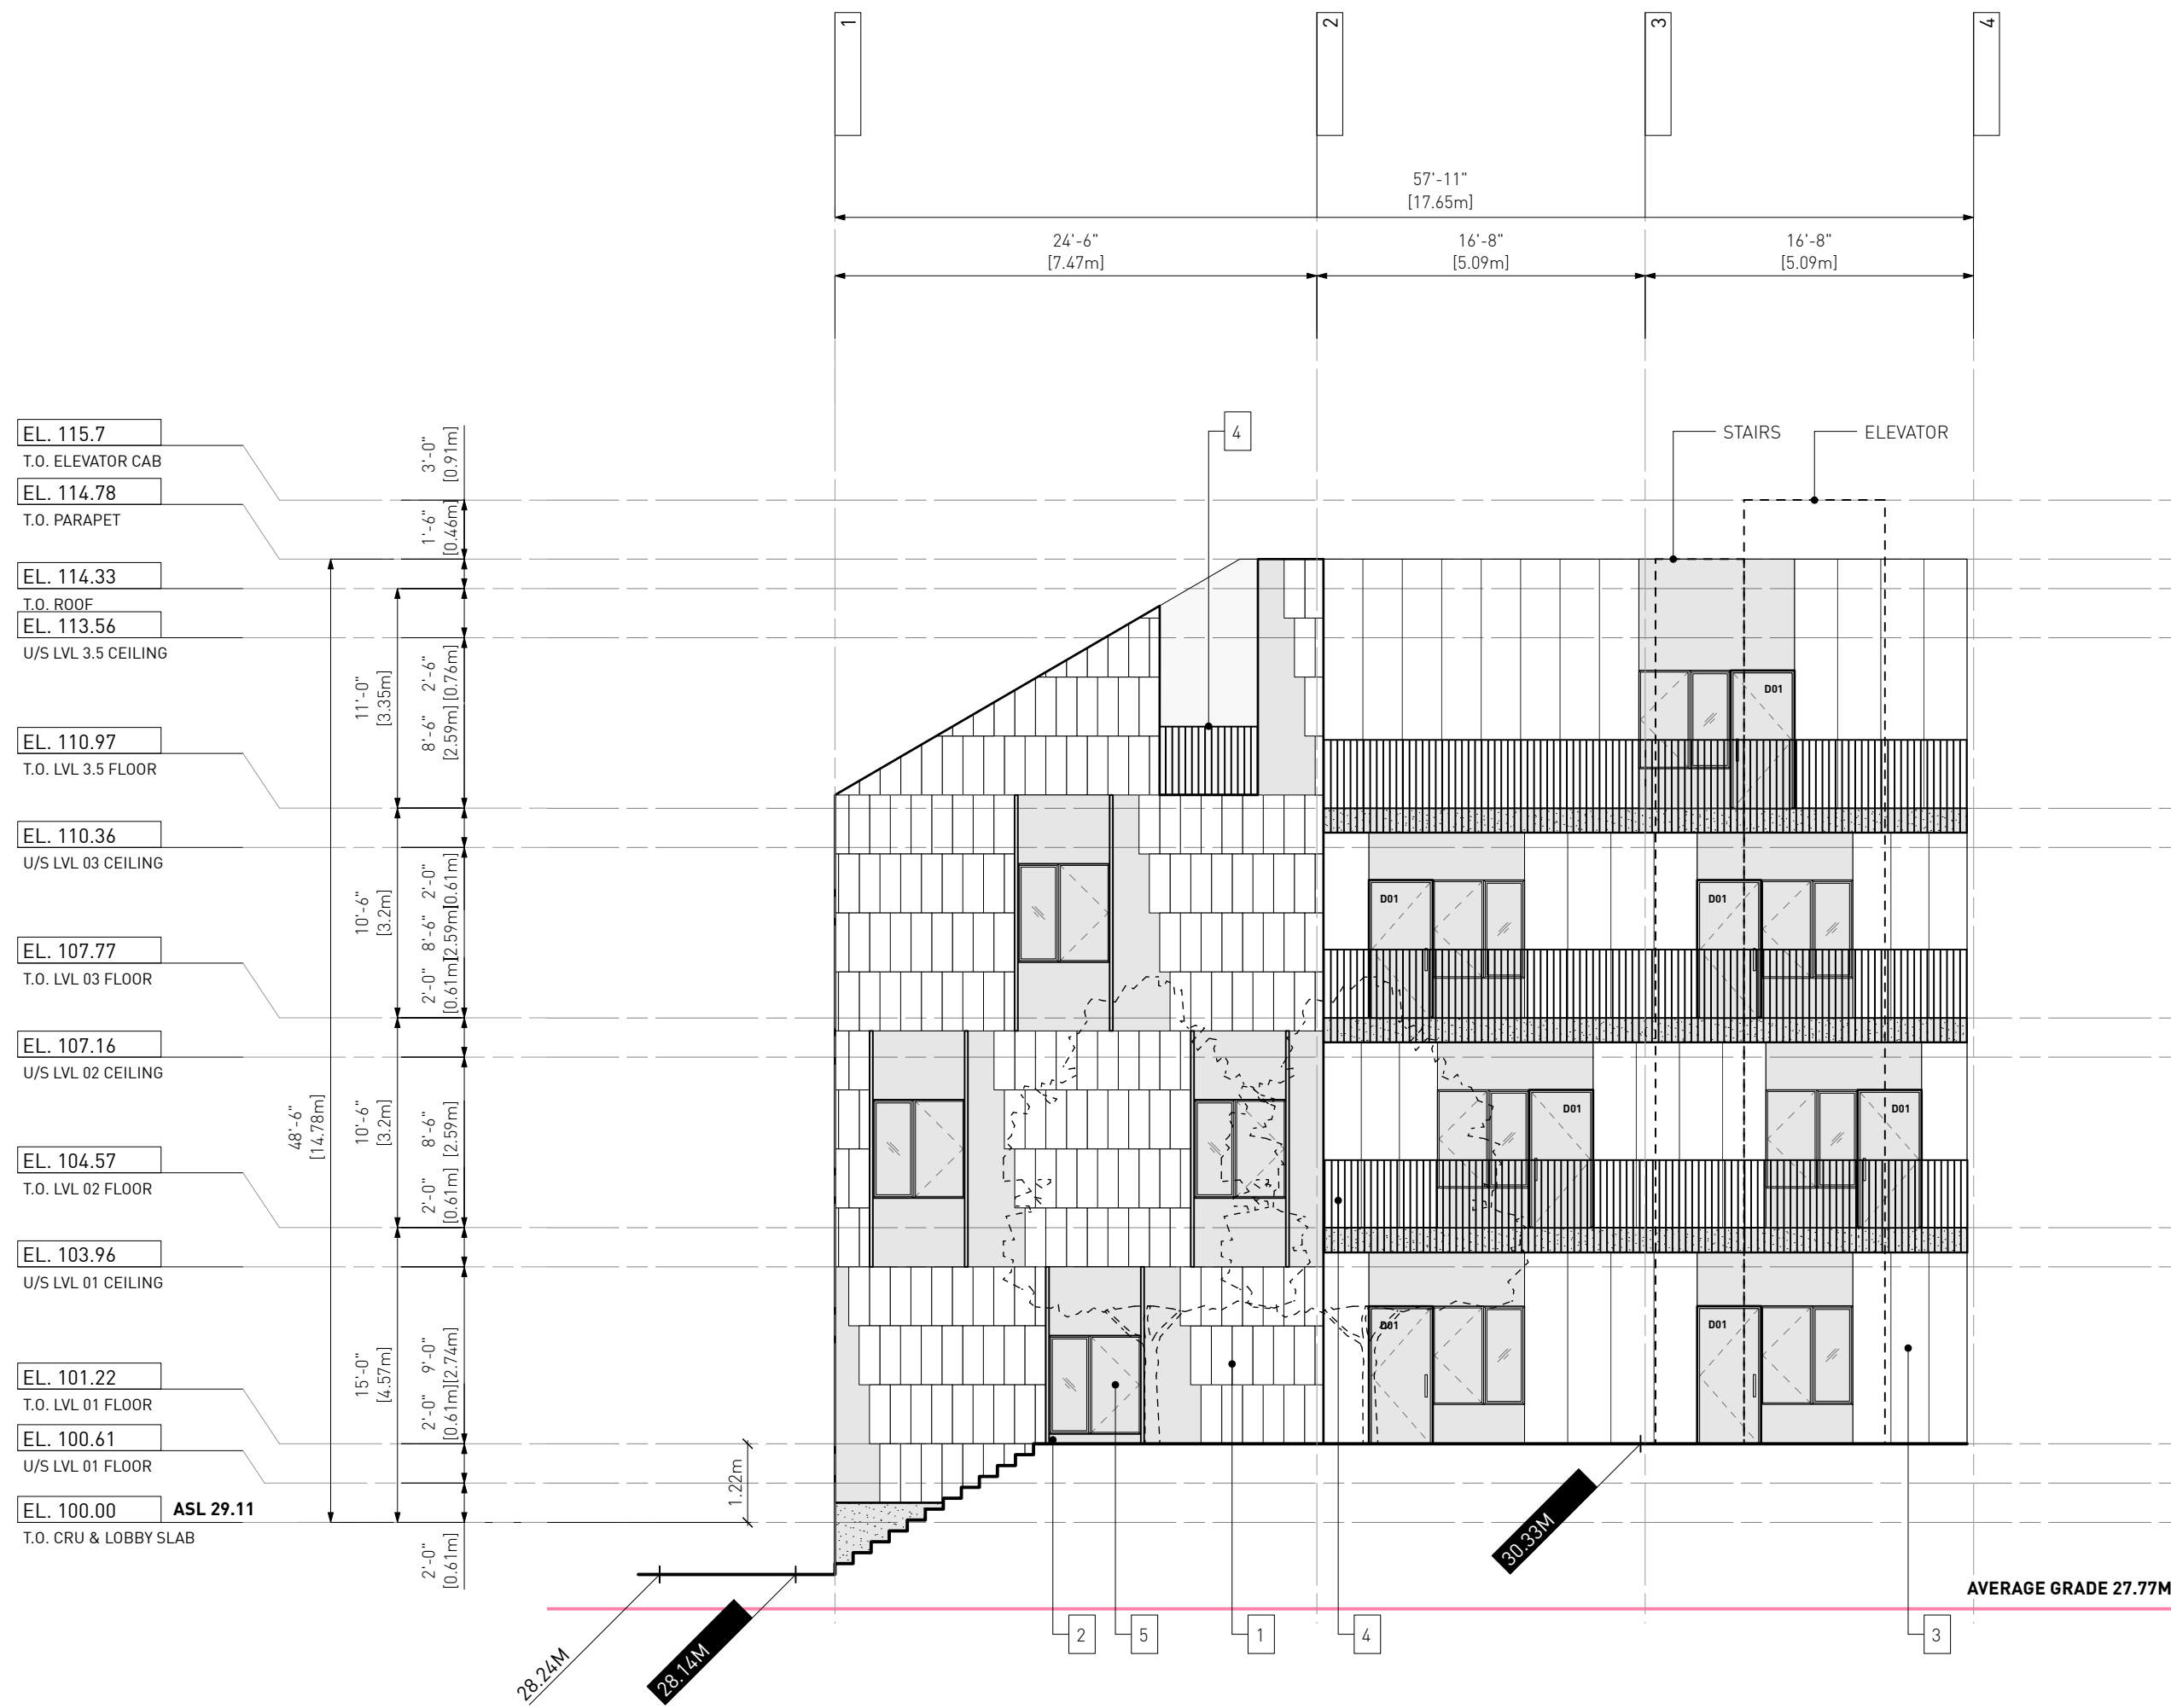 1
2
3
4
57'-11"
[17.65m]
24'-6"
[7.47m]
16'-8"
[5.09m]
16'-8"
[5.09m]
4
STAIRS
ELEVATOR
EL. 115.7
T.O. ELEVATOR CAB
EL. 114.78
T.O. PARAPET
EL. 114.33
T.O. ROOF
EL. 113.56
U/S LVL 3.5 CEILING
EL. 110.97
T.O. LVL 3.5 FLOOR
EL. 110.36
U/S LVL 03 CEILING
EL. 107.77
T.O. LVL 03 FLOOR
EL. 107.16
U/S LVL 02 CEILING
EL. 104.57
T.O. LVL 02 FLOOR
EL. 103.96
U/S LVL 01 CEILING
EL. 101.22
T.O. LVL 01 FLOOR
EL. 100.61
U/S LVL 01 FLOOR
EL. 100.00
ASL 29.11
T.O. CRU & LOBBY SLAB
48'-6"
[14.78m]
11'-0"
[3.35m]
10'-6"
[3.2m]
10'-6"
[3.2m]
15'-0"
[4.57m]
3'-0"
[0.91m]
1'-6"
[0.46m]
2'-6"
[0.76m]
8'-6"
[2.59m]
2'-0"
[0.61m]
8'-6"
[2.59m]
2'-0"
[0.61m]
8'-6"
[2.59m]
2'-0"
[0.61m]
9'-0"
[2.74m]
2'-0"
[0.61m]
2'-0"
[0.61m]
1.22m
D01
D01
D01
D01
D01
D01
D01
30.33M
28.24M
28.14M
AVERAGE GRADE 27.77M
2
5
1
4
3